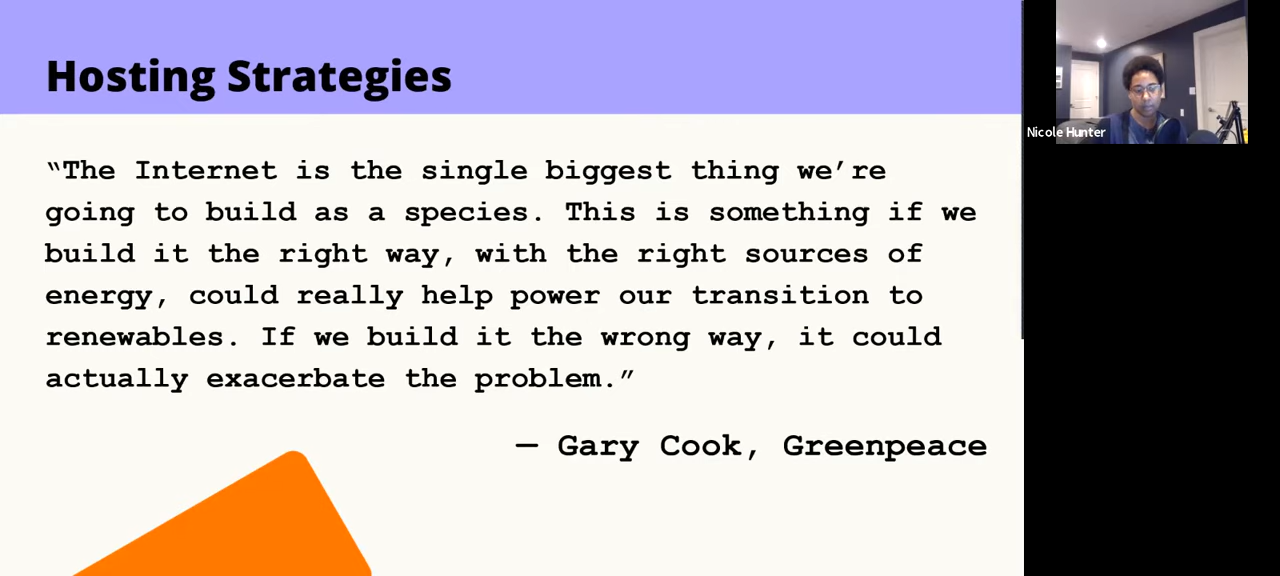 Hosting Strategies
“The Internet is the single biggest thing we’re
going to build as a species. This is something if we
build it the right way, with the right sources of
energy, could really help power our transition to
renewables. If we build it the wrong way, it could
actually exacerbate the problem.”
— Gary Cook, Greenpeace
Nicole Hunter